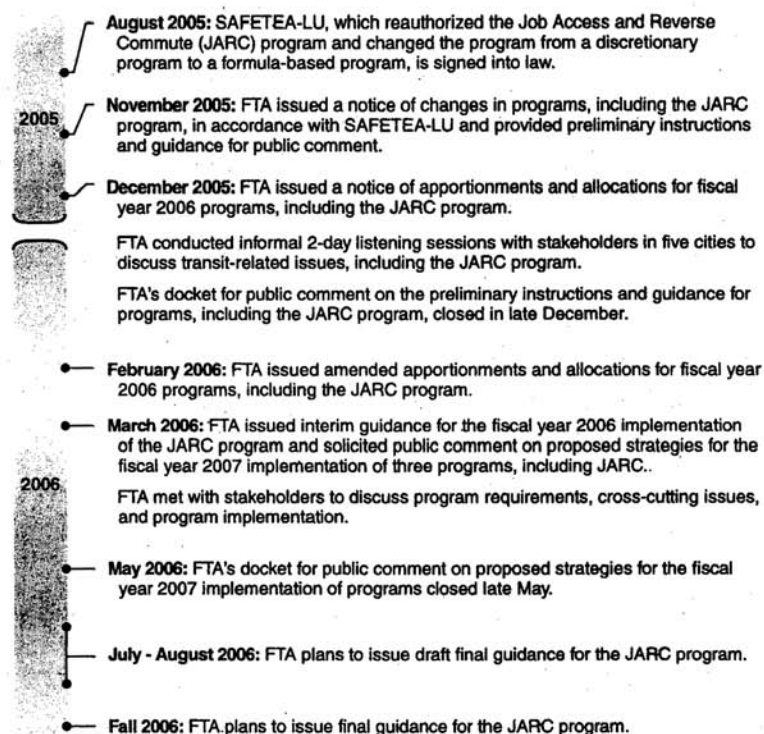 August 2005: SAFETEA-LU, which reauthorized the Job Access and Reverse
Commute (JARC) program and changed the program from a discretionary
program to a formula-based program, is signed into law.
November 2005: FTA issued a notice of changes in programs, including the JARC
program, in accordance with SAFETEA-LU and provided preliminary instructions
and guidance for public comment.
2005
December 2005: FTA issued a notice of apportionments and allocations for fiscal
year 2006 programs, including the JARC program.
FTA conducted informal 2-day listening sessions with stakeholders in five cities to
discuss transit-related issues, including the JARC program.
FTA's docket for public comment on the preliminary instructions and guidance for
programs, including the JARC program, closed in late December.
February 2006: FTA issued amended apportionments and allocations for fiscal year
2006 programs, including the JARC program.
March 2006: FTA issued interim guidance for the fiscal year 2006 implementation
of the JARC program and solicited public comment on proposed strategies for the
fiscal year 2007 implementation of three programs, including JARC..
2006
FTA met with stakeholders to discuss program requirements, cross-cutting issues,
and program implementation.
May 2006: FTA's docket for public comment on proposed strategies for the fiscal
year 2007 implementation of programs closed late May.
July - August 2006: FTA plans to issue draft final guidance for the JARC program.
Fall 2006: FTA plans to issue final guidance for the JARC program.